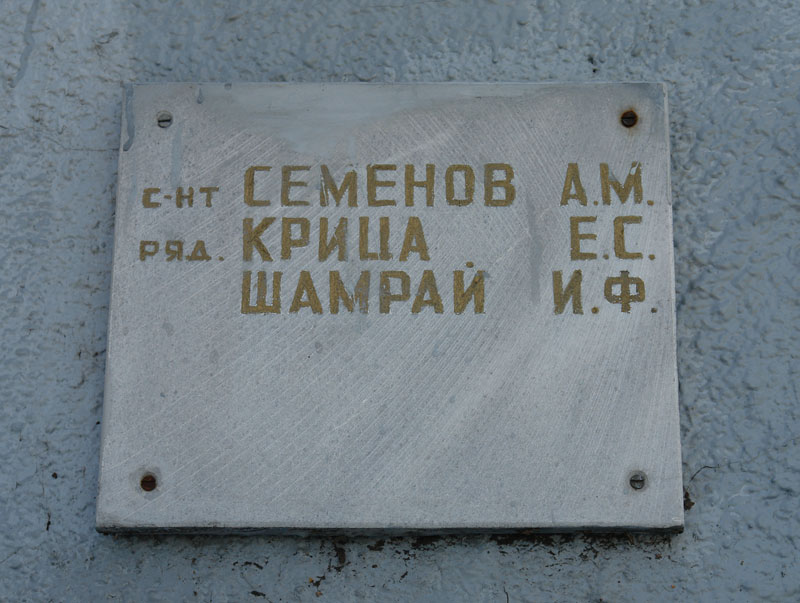 С-НТ СЕМЕНОВ А.М.
РЯД. КРИЦА Е.С.
ШАМРАЙ И.Ф.